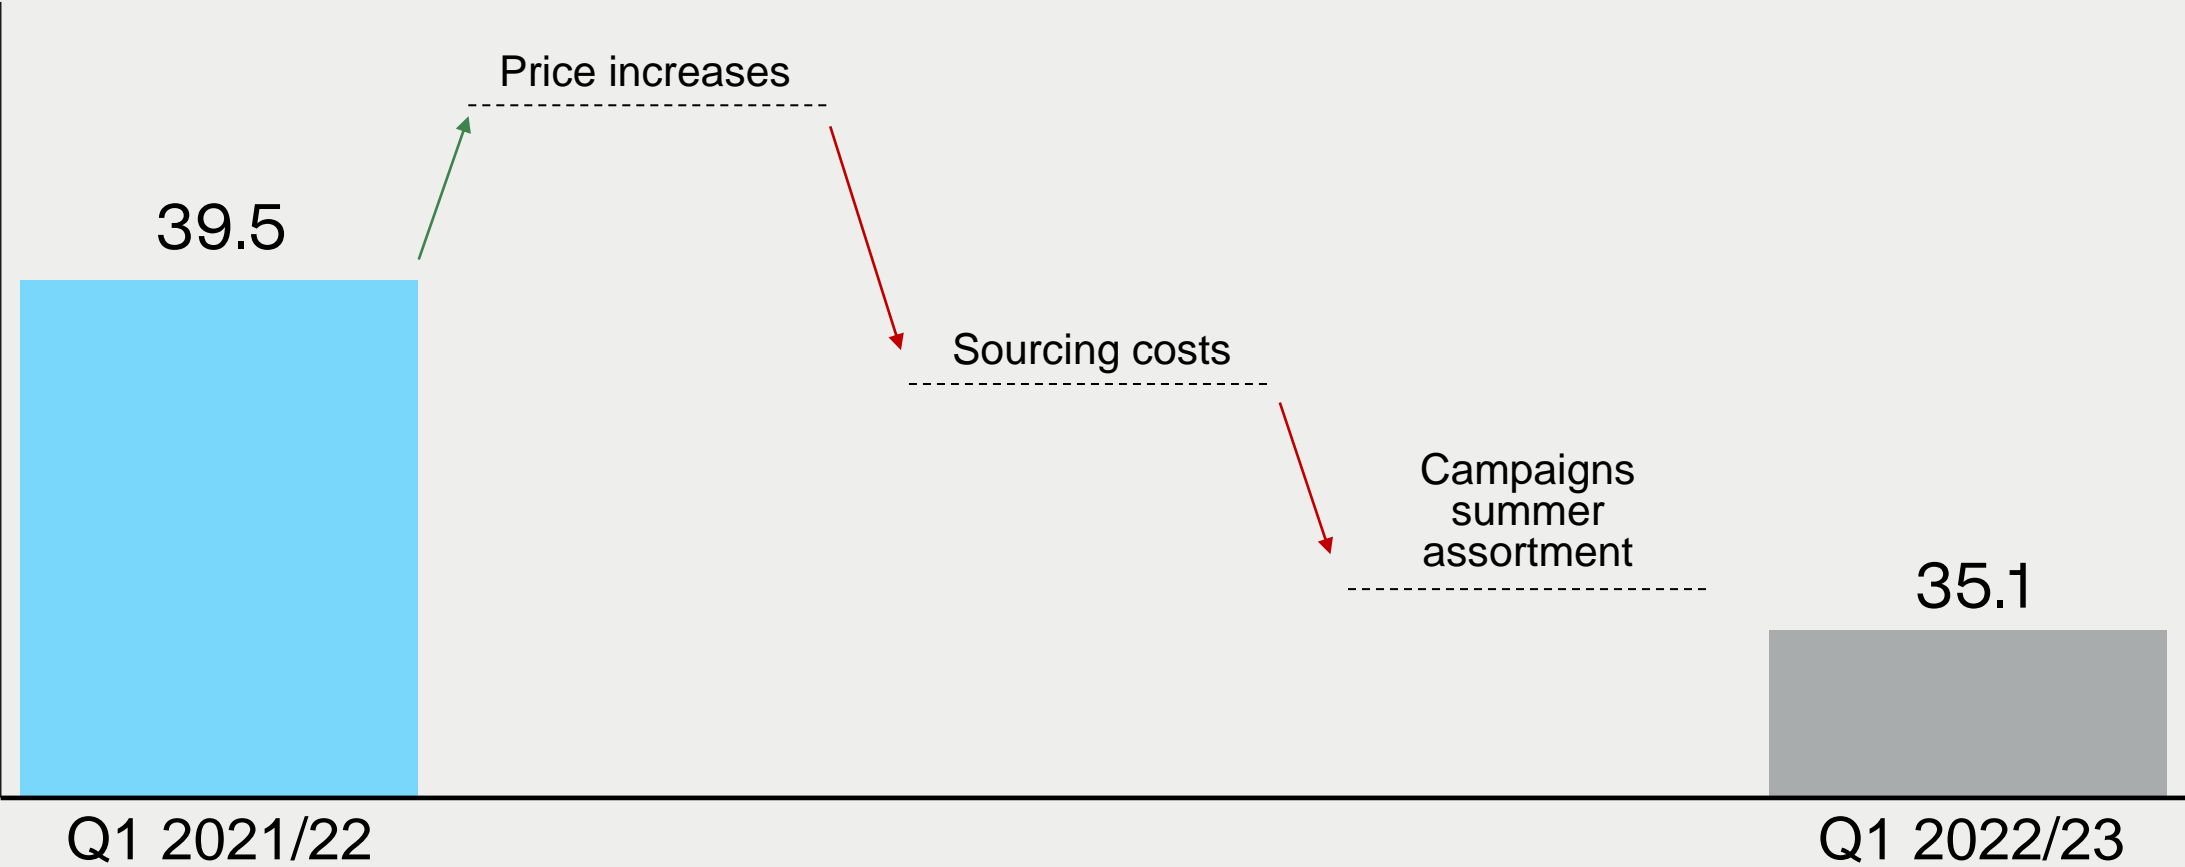 Price increases
39.5
Sourcing costs
Campaigns
summer
assortment
35.1
Q1 2021/22
Q1 2022/23